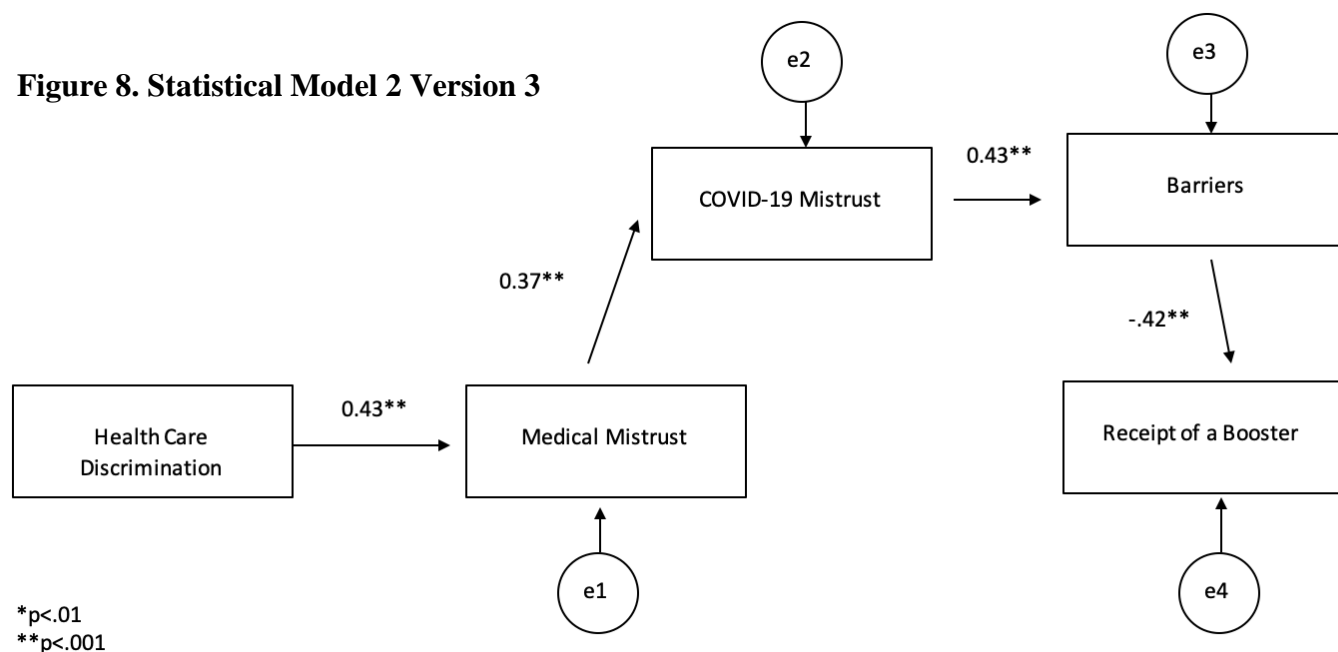 Figure 8. Statistical Model 2 Version 3
e2
e3
COVID-19 Mistrust
0.43**
Barriers
0.37**
-.42**
Health Care
Discrimination
0.43**
Medical Mistrust
Receipt of a Booster
e1
e4
*p<.01
**p<.001